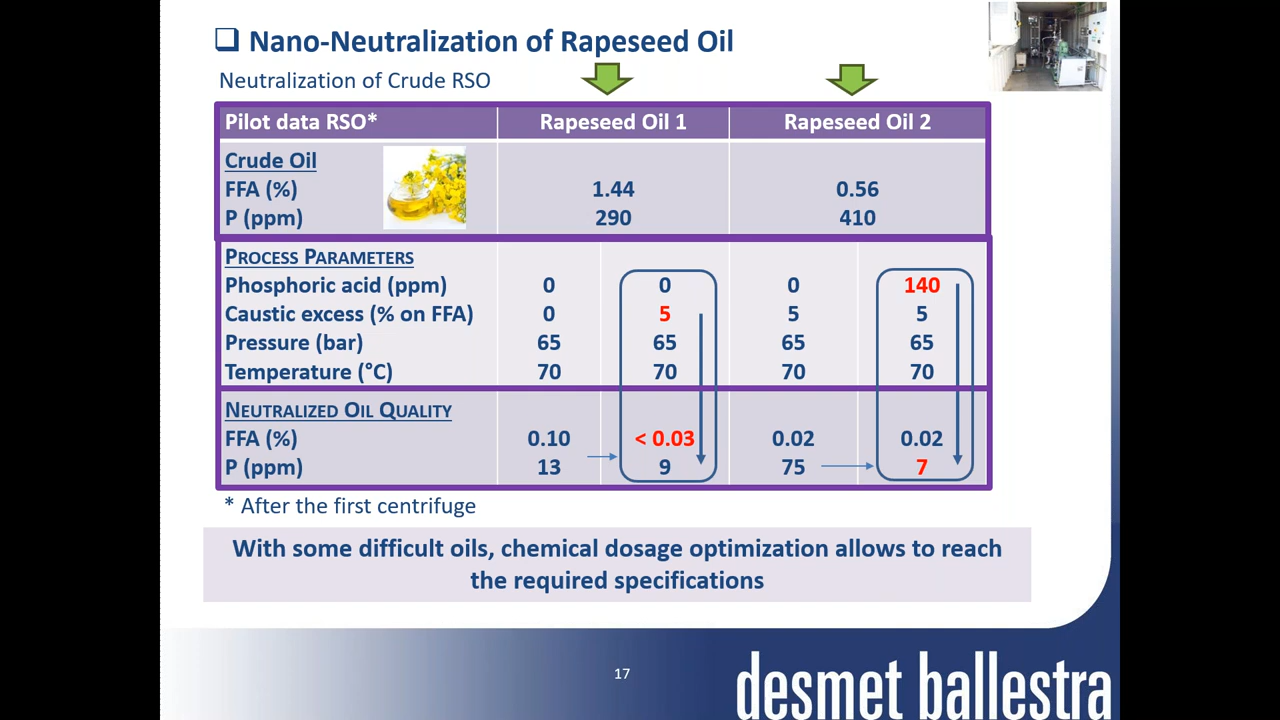 ❑ Nano-Neutralization of Rapeseed Oil
Neutralization of Crude RSO
Pilot data RSO* Rapeseed Oil 1 Rapeseed Oil 2
Crude Oil
FFA (%) 1.44 0.56
P (ppm) 290 410
PROCESS PARAMETERS
Phosphoric acid (ppm) 0 0 0 140
Caustic excess (% on FFA) 0 5 5 5
Pressure (bar) 65 65 65 65
Temperature (°C) 70 70 70 70
NEUTRALIZED OIL QUALITY
FFA (%) 0.10 < 0.03 0.02 0.02
P (ppm) 13 9 75 7
* After the first centrifuge
With some difficult oils, chemical dosage optimization allows to reach
the required specifications
17
desmet ballestra